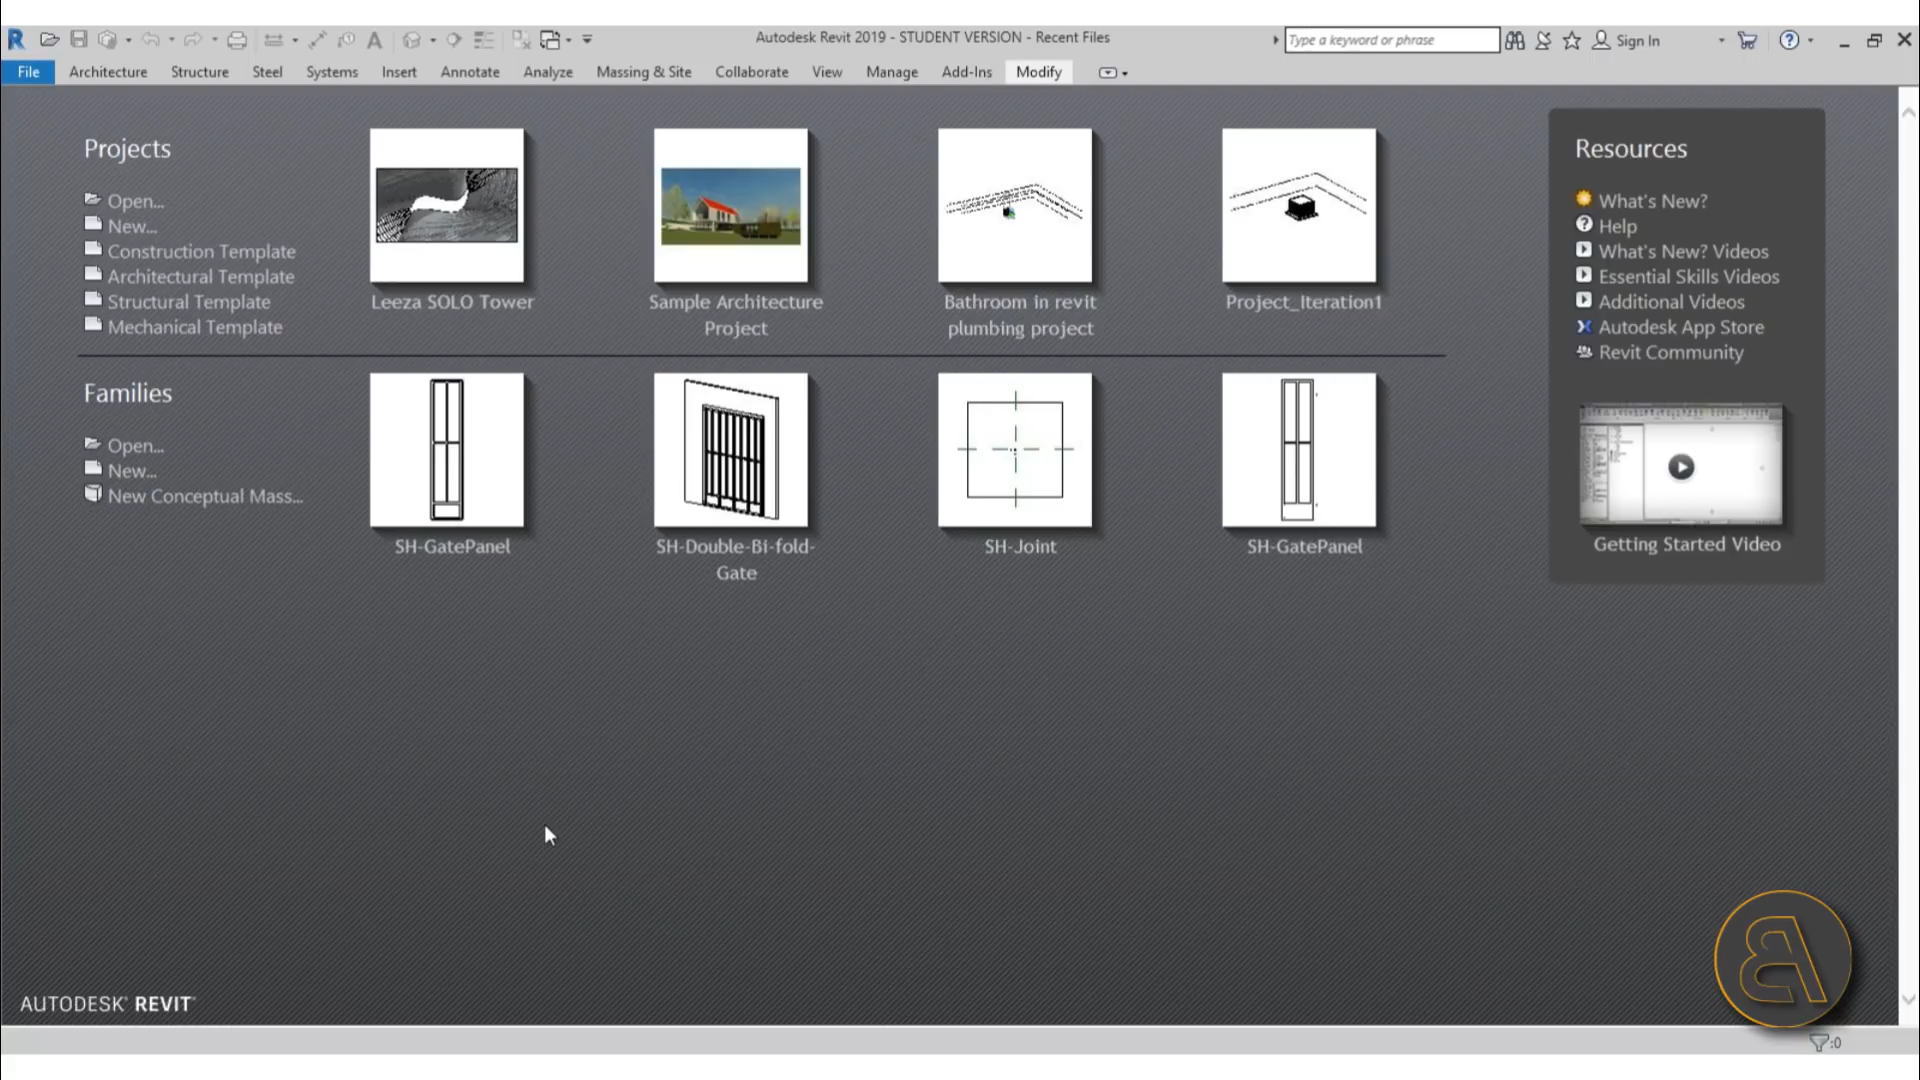 Autodesk Revit 2019 - STUDENT VERSION - Recent Files
Type a keyword or phrase
Sign In
File Architecture Structure Steel Systems Insert Annotate Analyze Massing & Site Collaborate View Manage Add-Ins Modify
Projects
Open...
New...
Construction Template
Architectural Template
Structural Template
Mechanical Template
Leeza SOLO Tower
Sample Architecture
Project
Bathroom in revit
plumbing project
Project_Iteration1
Families
Open...
New...
New Conceptual Mass...
SH-GatePanel
SH-Double-Bi-fold-
Gate
SH-Joint
SH-GatePanel
Resources
What's New?
Help
What's New? Videos
Essential Skills Videos
Additional Videos
Autodesk App Store
Revit Community
Getting Started Video
AUTODESK® REVIT®
:0